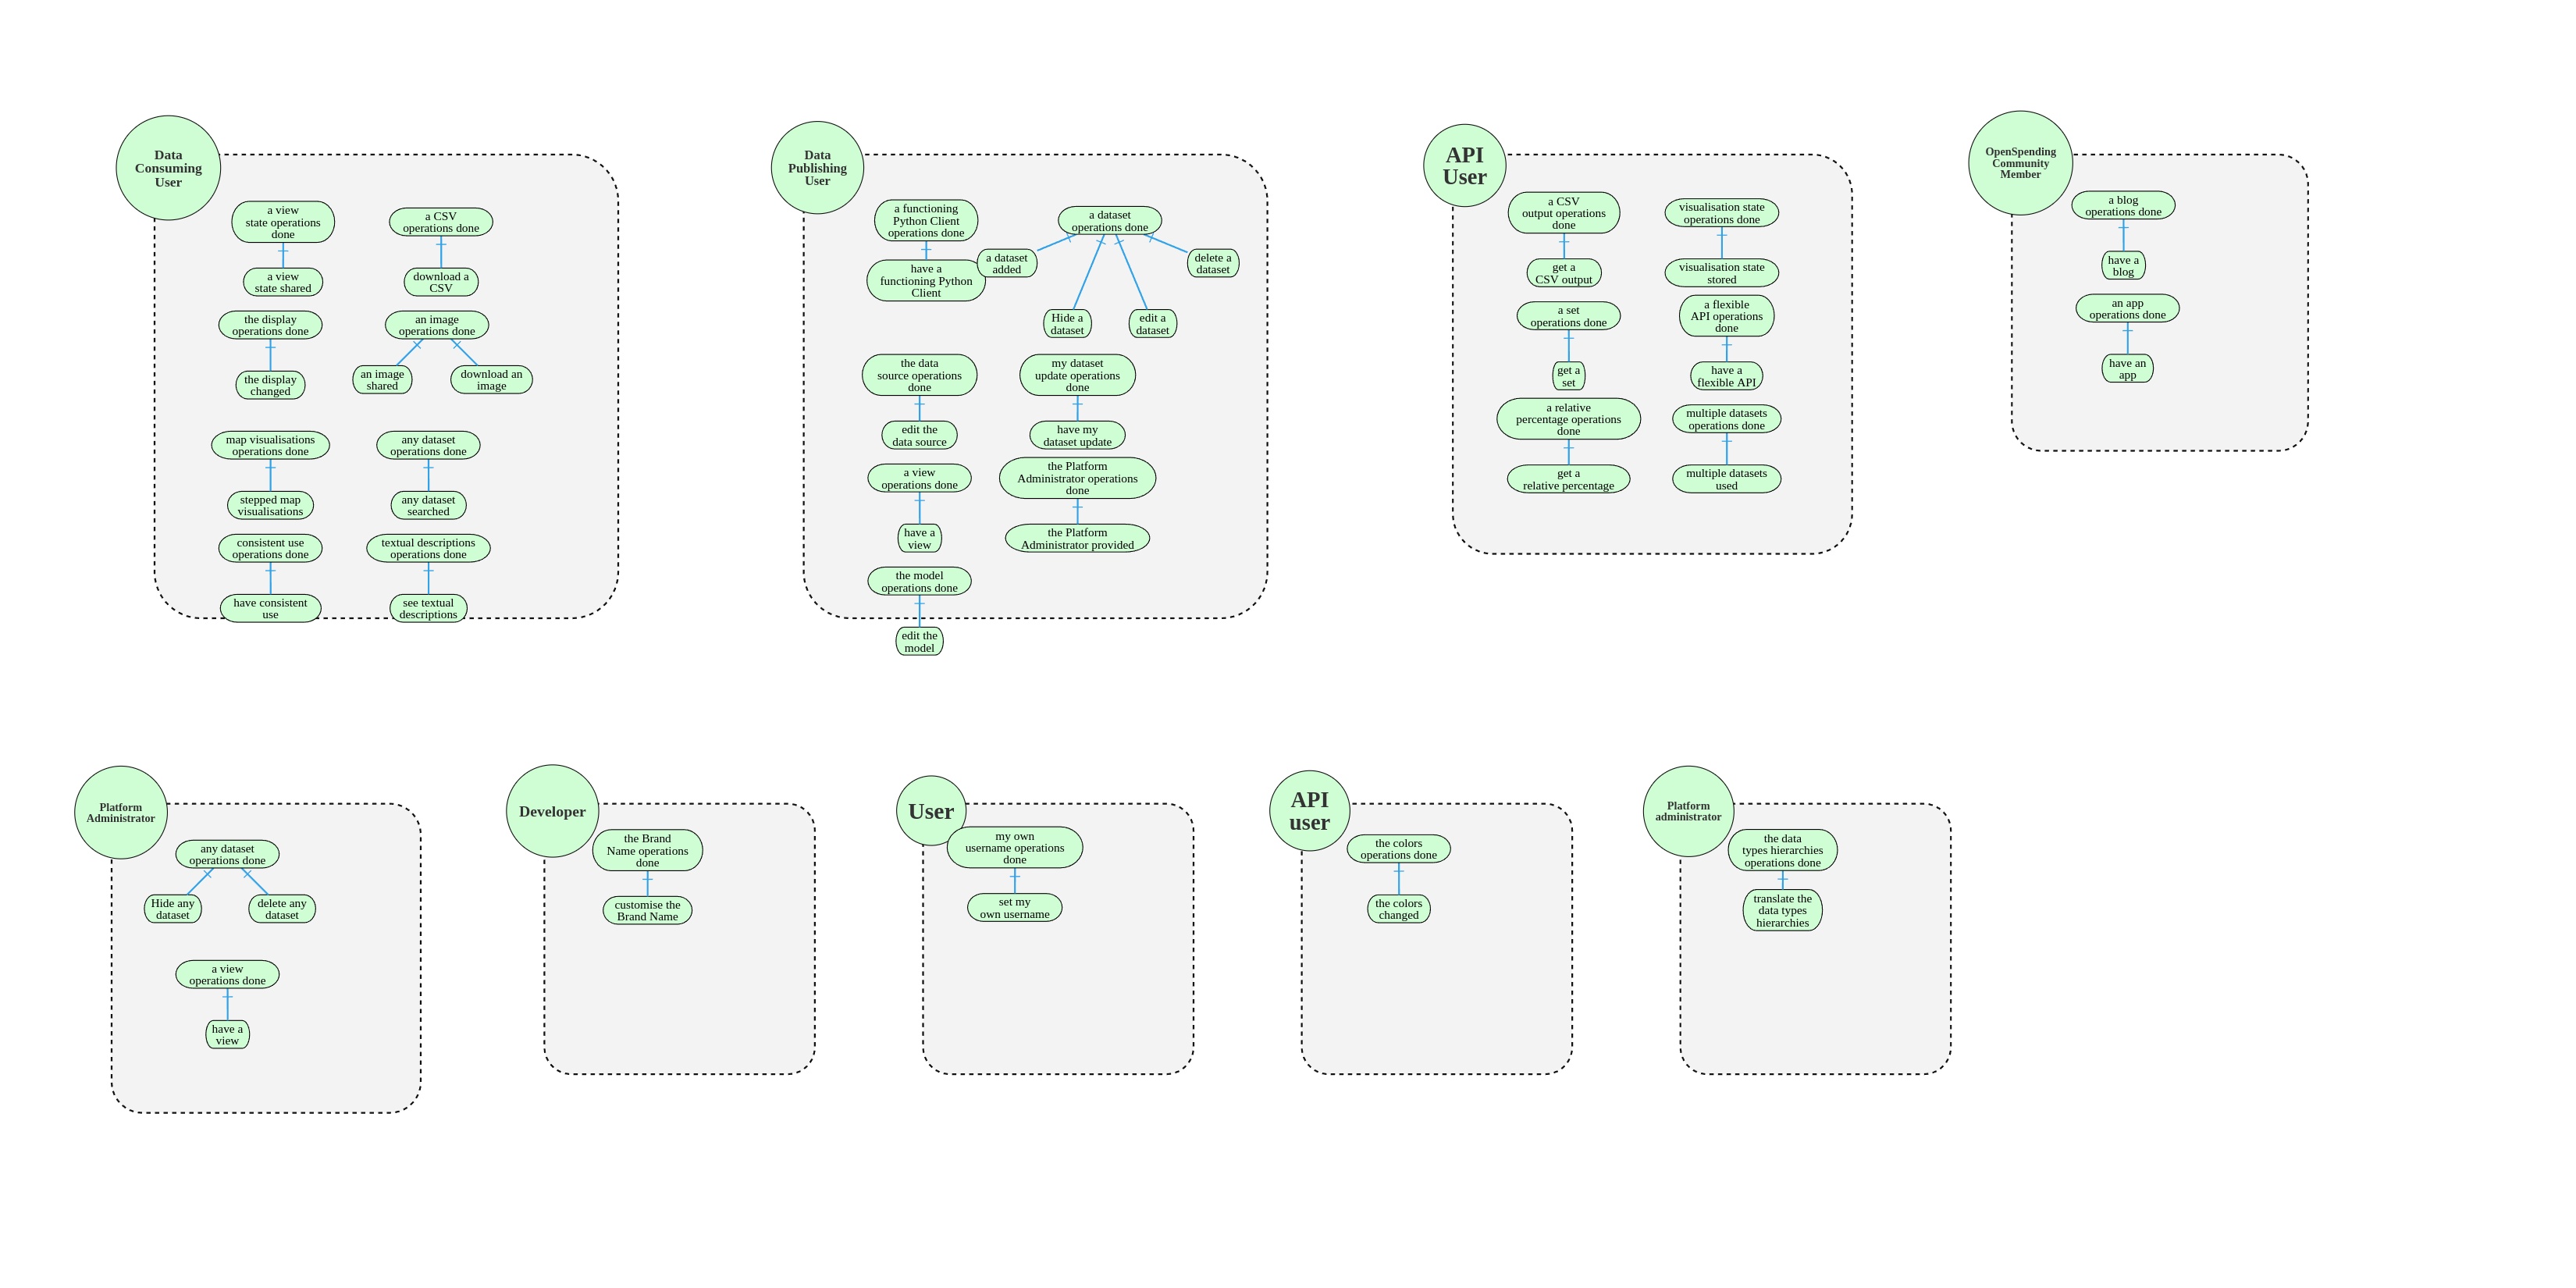 Data
Consuming
User
a view
state operations
done
a CSV
operations done
a view
state shared
download a
CSV
the display
operations done
an image
operations done
the display
changed
an image
shared
download an
image
map visualisations
operations done
any dataset
operations done
stepped map
visualisations
any dataset
searched
consistent use
operations done
textual descriptions
operations done
have consistent
use
see textual
descriptions
Data
Publishing
User
a functioning
Python Client
operations done
a dataset
operations done
have a
functioning Python
Client
a dataset
added
delete a
dataset
Hide a
dataset
edit a
dataset
the data
source operations
done
my dataset
update operations
done
edit the
data source
have my
dataset update
a view
operations done
the Platform
Administrator operations
done
have a
view
the Platform
Administrator provided
the model
operations done
edit the
model
API
User
a CSV
output operations
done
visualisation state
operations done
get a
CSV output
visualisation state
stored
a set
operations done
a flexible
API operations
done
get a
set
have a
flexible API
a relative
percentage operations
done
multiple datasets
operations done
get a
relative percentage
multiple datasets
used
OpenSpending
Community
Member
a blog
operations done
have a
blog
an app
operations done
have an
app
Platform
Administrator
any dataset
operations done
Hide any
dataset
delete any
dataset
a view
operations done
have a
view
Developer
the Brand
Name operations
done
customise the
Brand Name
User
my own
username operations
done
set my
own username
API
user
the colors
operations done
the colors
changed
Platform
administrator
the data
types hierarchies
operations done
translate the
data types
hierarchies